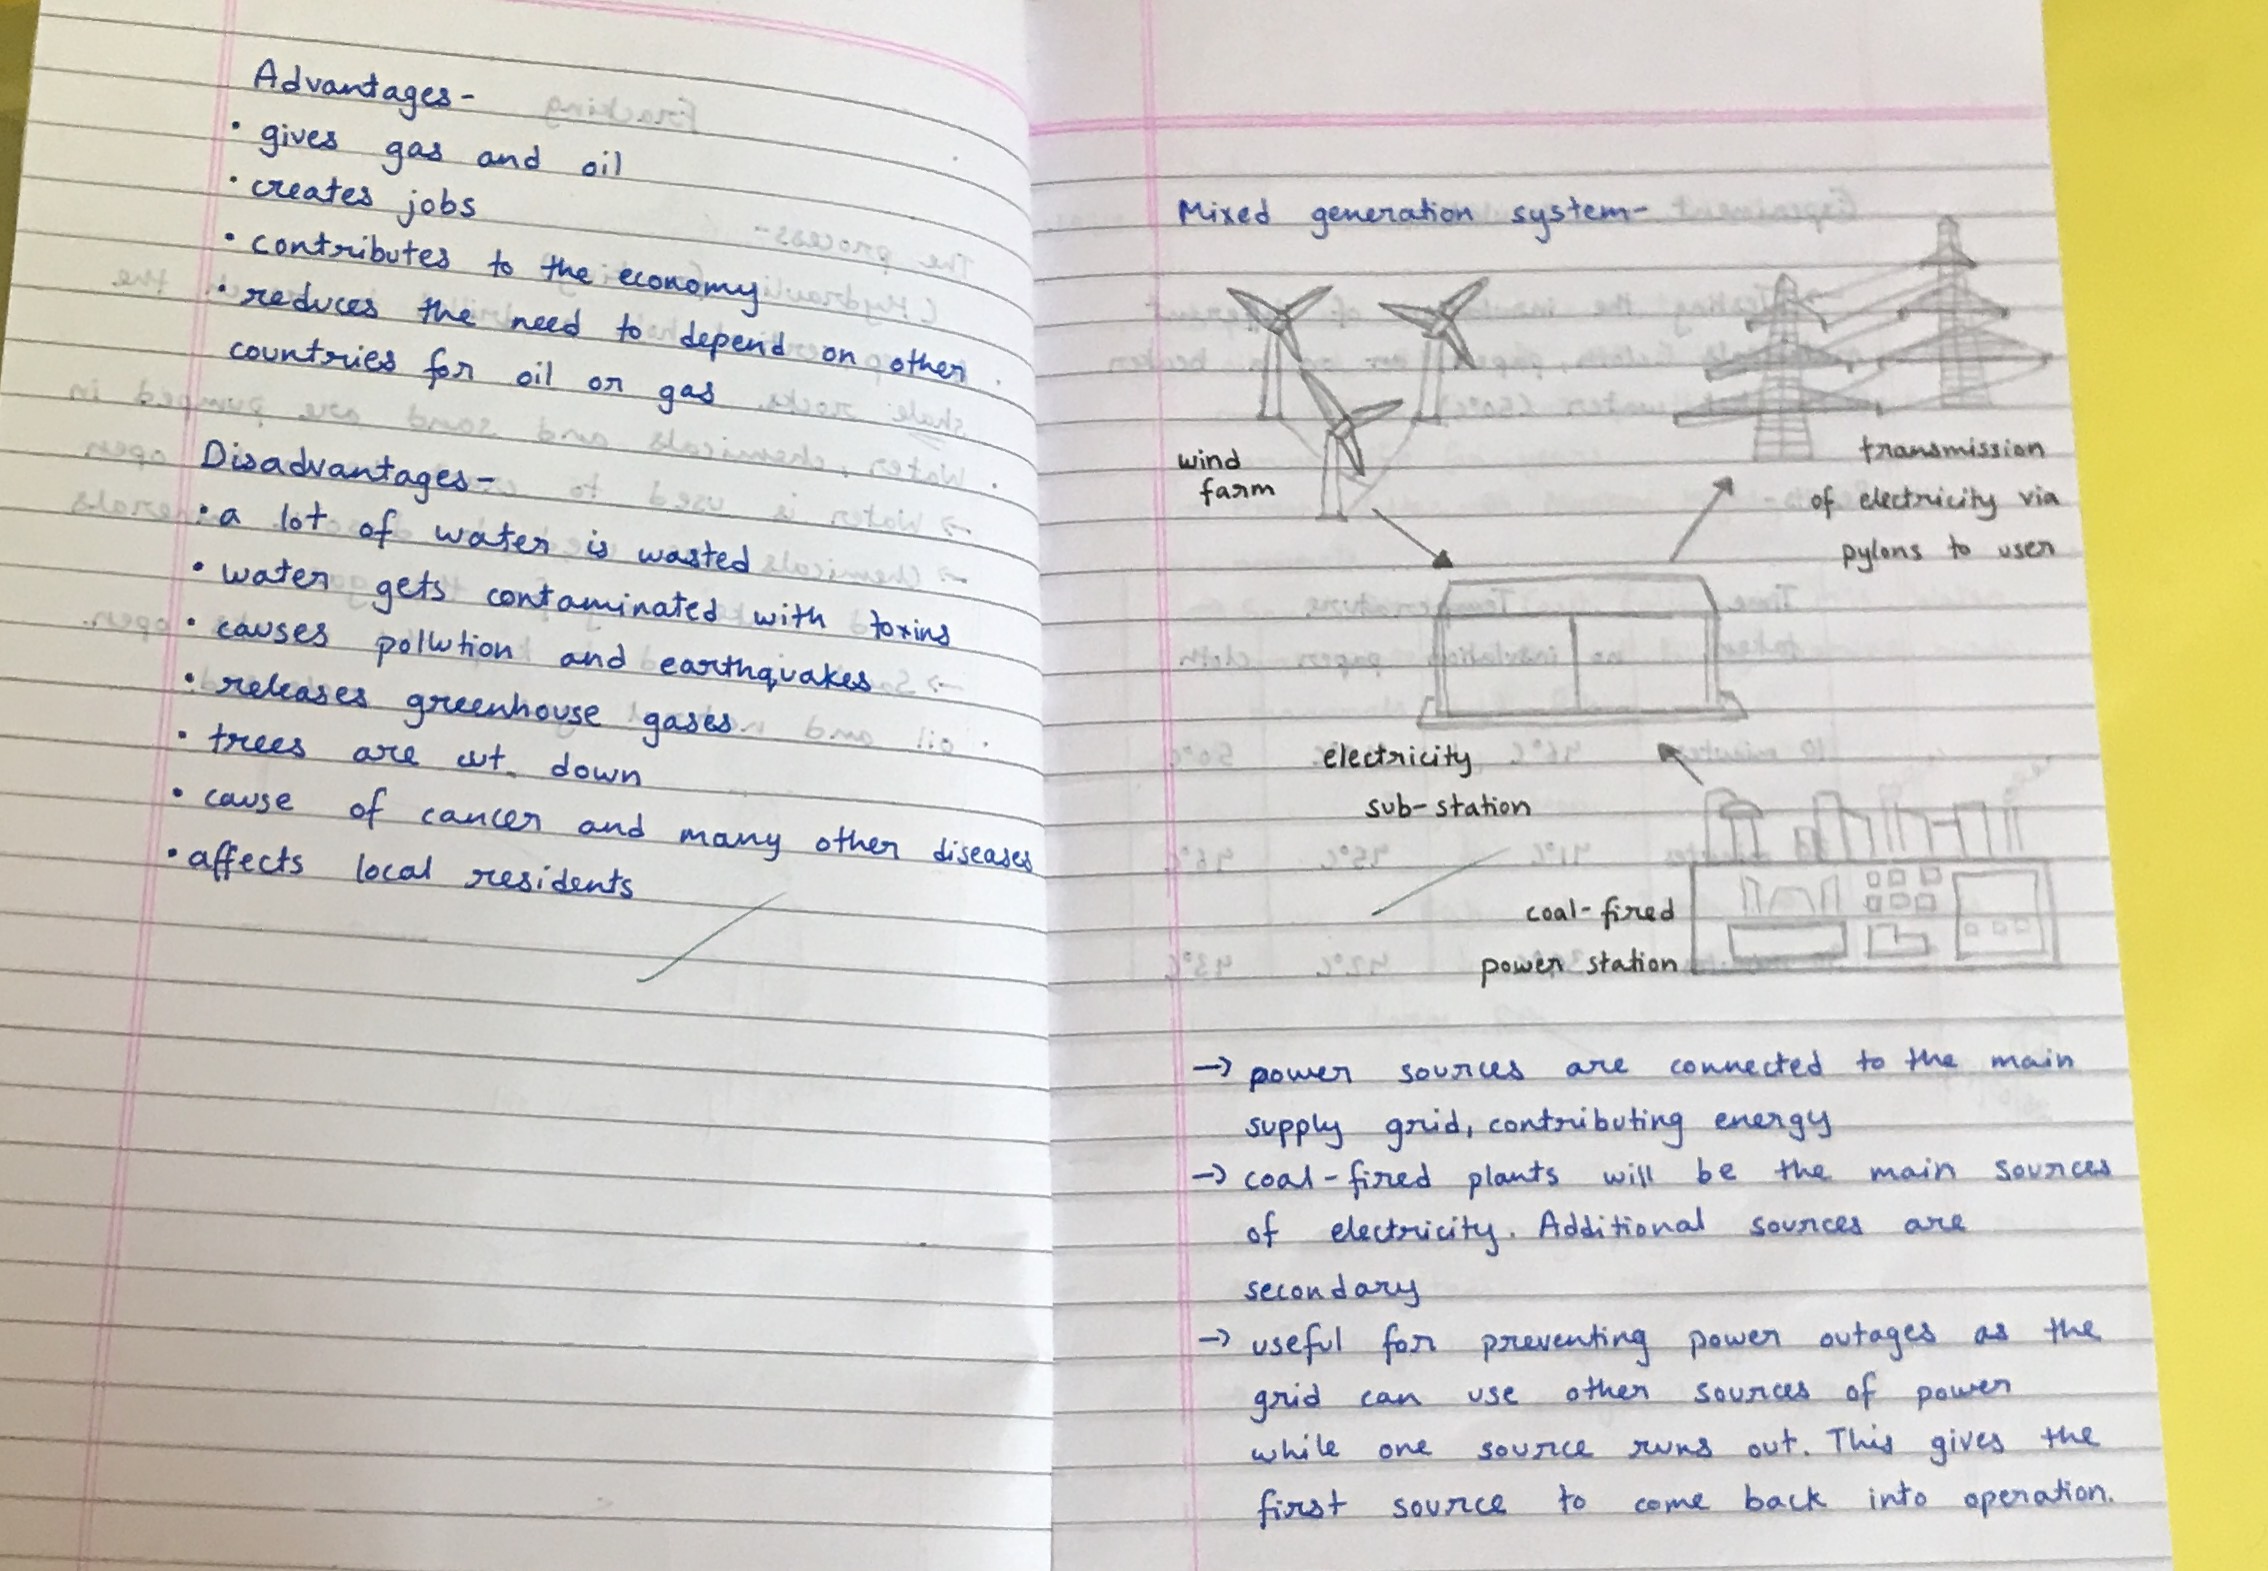 Advantages-
• gives gas and oil
• creates jobs
• contributes to the economy
• reduces the need to depend on other
countries for oil or gas
Disadvantages-
• a lot of water is wasted
• water gets contaminated with toxins
• causes pollution and earthquakes
• releases greenhouse gases
• trees are cut down
• cause of cancer and many other diseases
• affects local residents
Mixed generation system-
wind
farm
transmission
of electricity via
pylons to user
electricity
sub-station
coal-fired
power station
→ power sources are connected to the main
supply grid, contributing energy
→ coal-fired plants will be the main sources
of electricity. Additional sources are
secondary
→ useful for preventing power outages as the
grid can use other sources of power
while one source runs out. This gives the
first source to come back into operation.